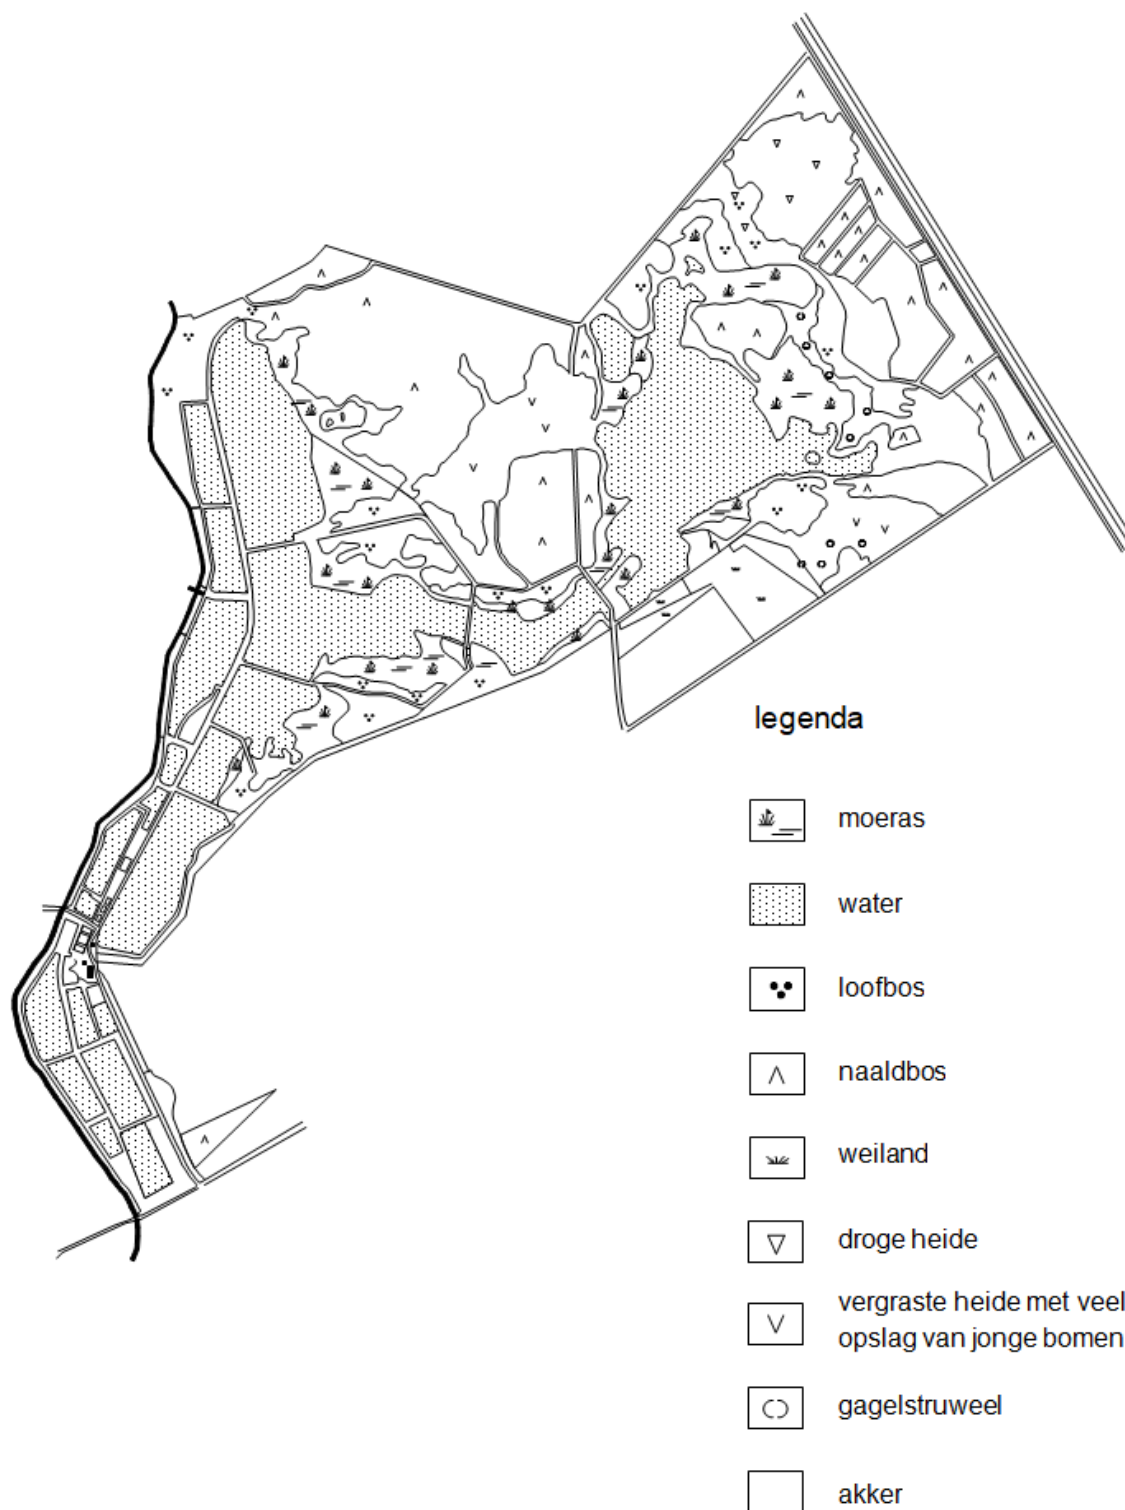 legenda
moeras
water
loofbos
naaldbos
weiland
droge heide
vergraste heide met veel
opslag van jonge bomen
gagelstruweel
akker